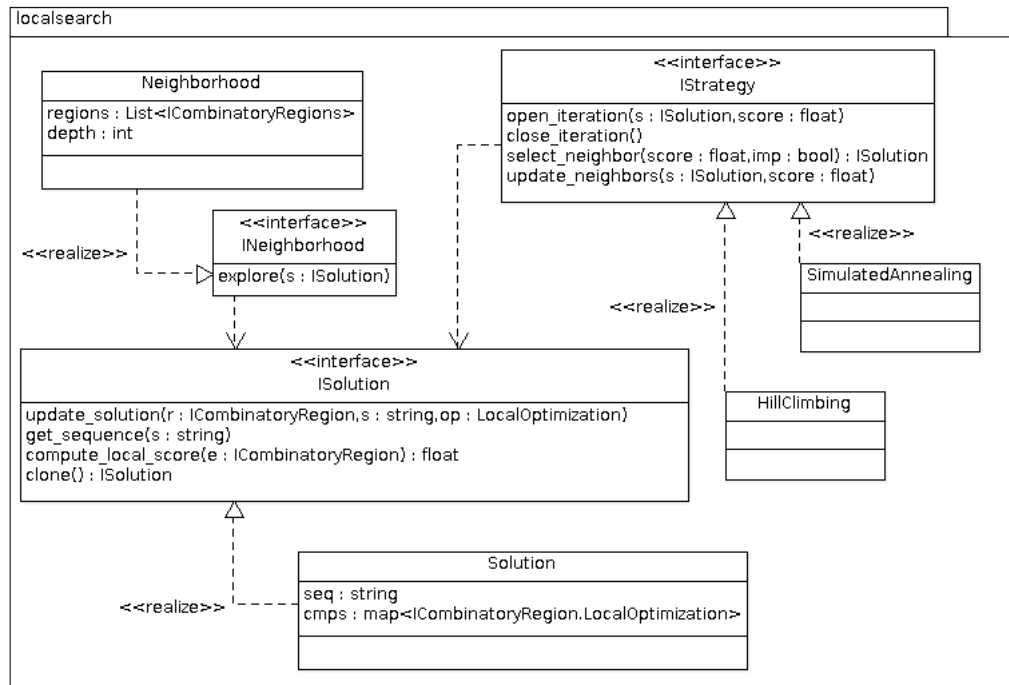 localsearch
Neighborhood
regions : List<ICombinatoryRegions>
depth : int
<<realize>>
<<interface>>
INeighborhood
explore(s : ISolution)
<<interface>>
IStrategy
open_iteration(s : ISolution,score : float)
close_iteration()
select_neighbor(score : float,imp : bool) : ISolution
update_neighbors(s : ISolution,score : float)
<<realize>>
SimulatedAnnealing
<<realize>>
HillClimbing
<<interface>>
ISolution
update_solution(r : ICombinatoryRegion,s : string,op : LocalOptimization)
get_sequence(s : string)
compute_local_score(e : ICombinatoryRegion) : float
clone() : ISolution
<<realize>>
Solution
seq : string
cmps : map<ICombinatoryRegion.LocalOptimization>